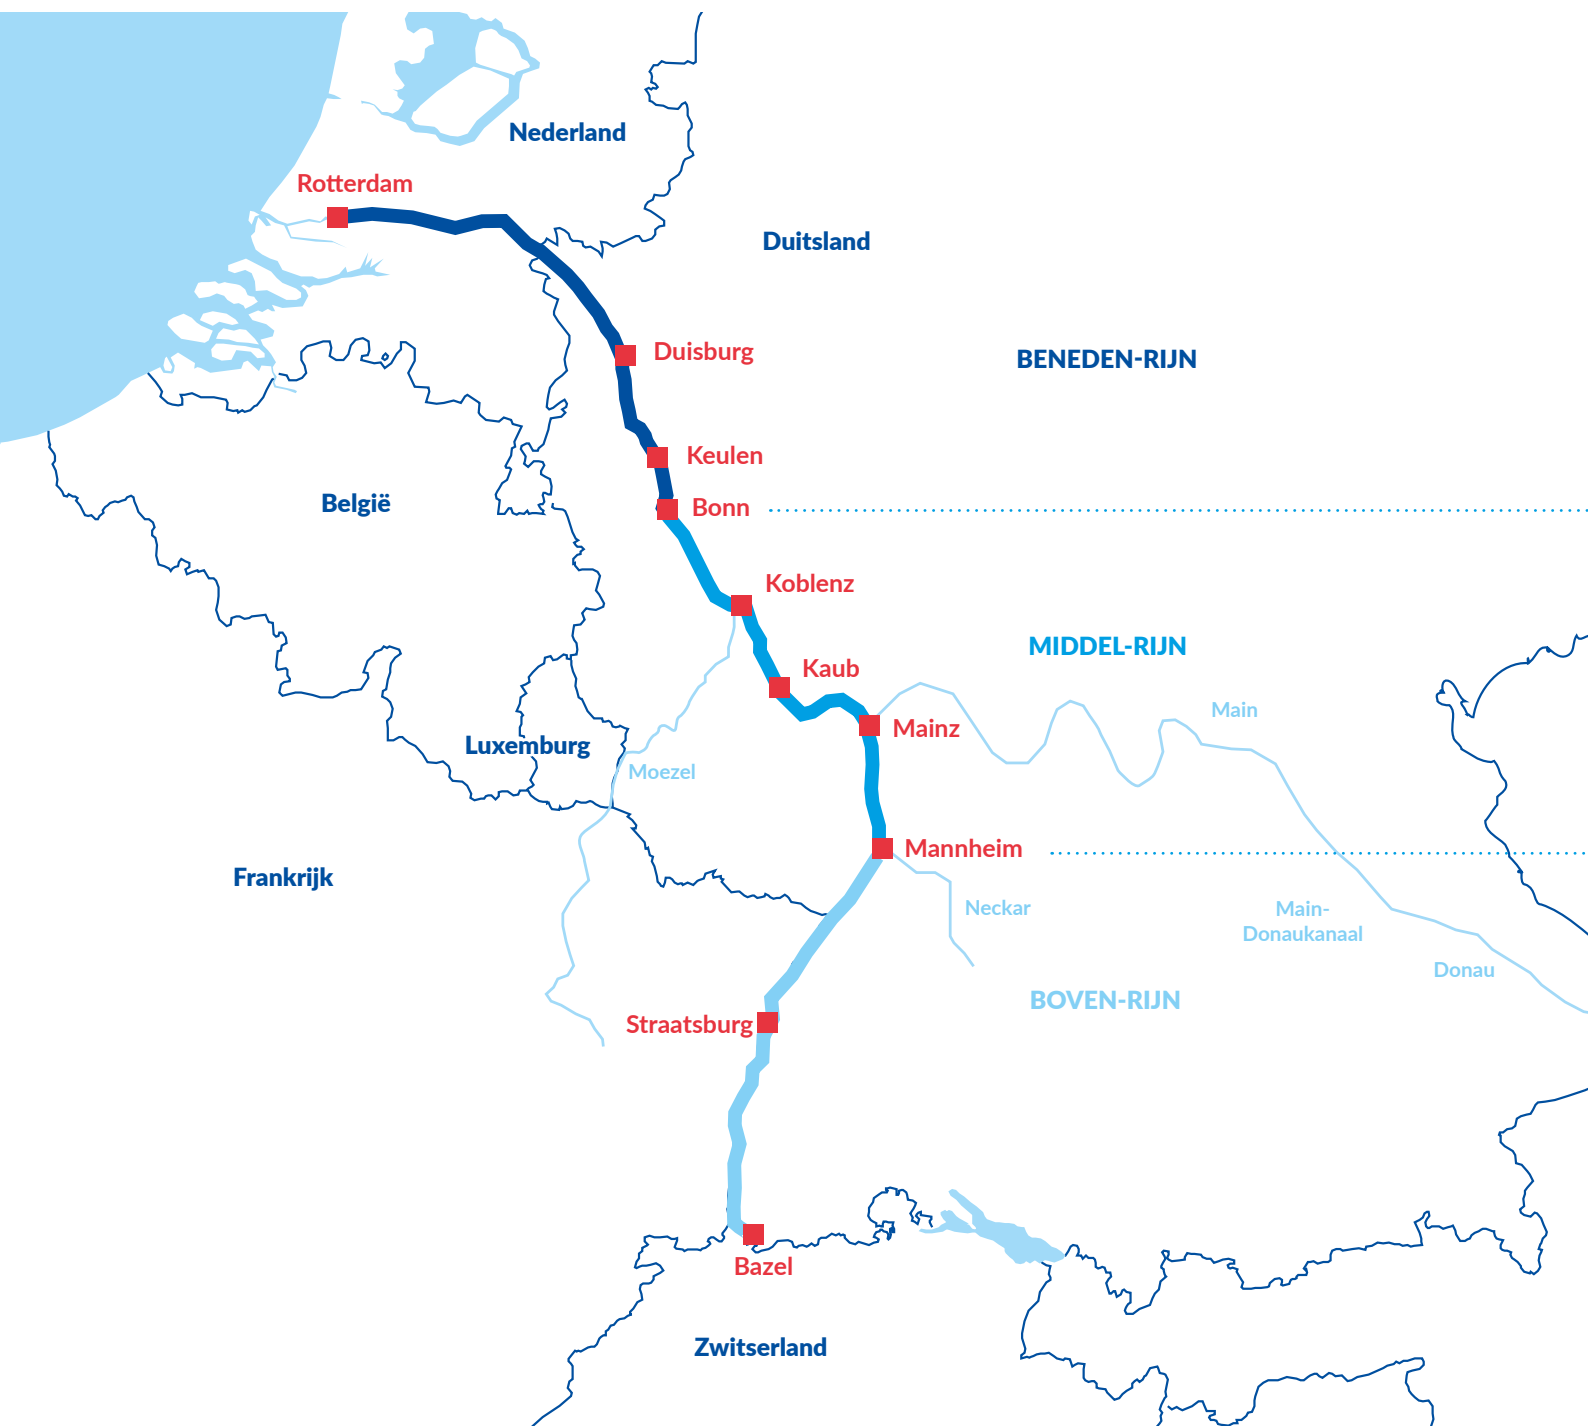 Nederland
Rotterdam
Duitsland
Duisburg
BENEDEN-RIJN
Keulen
België
Bonn
Koblenz
MIDDEL-RIJN
Kaub
Main
Mainz
Luxemburg
Moezel
Mannheim
Frankrijk
Neckar
Main-
Donaukanaal
Donau
BOVEN-RIJN
Straatsburg
Bazel
Zwitserland